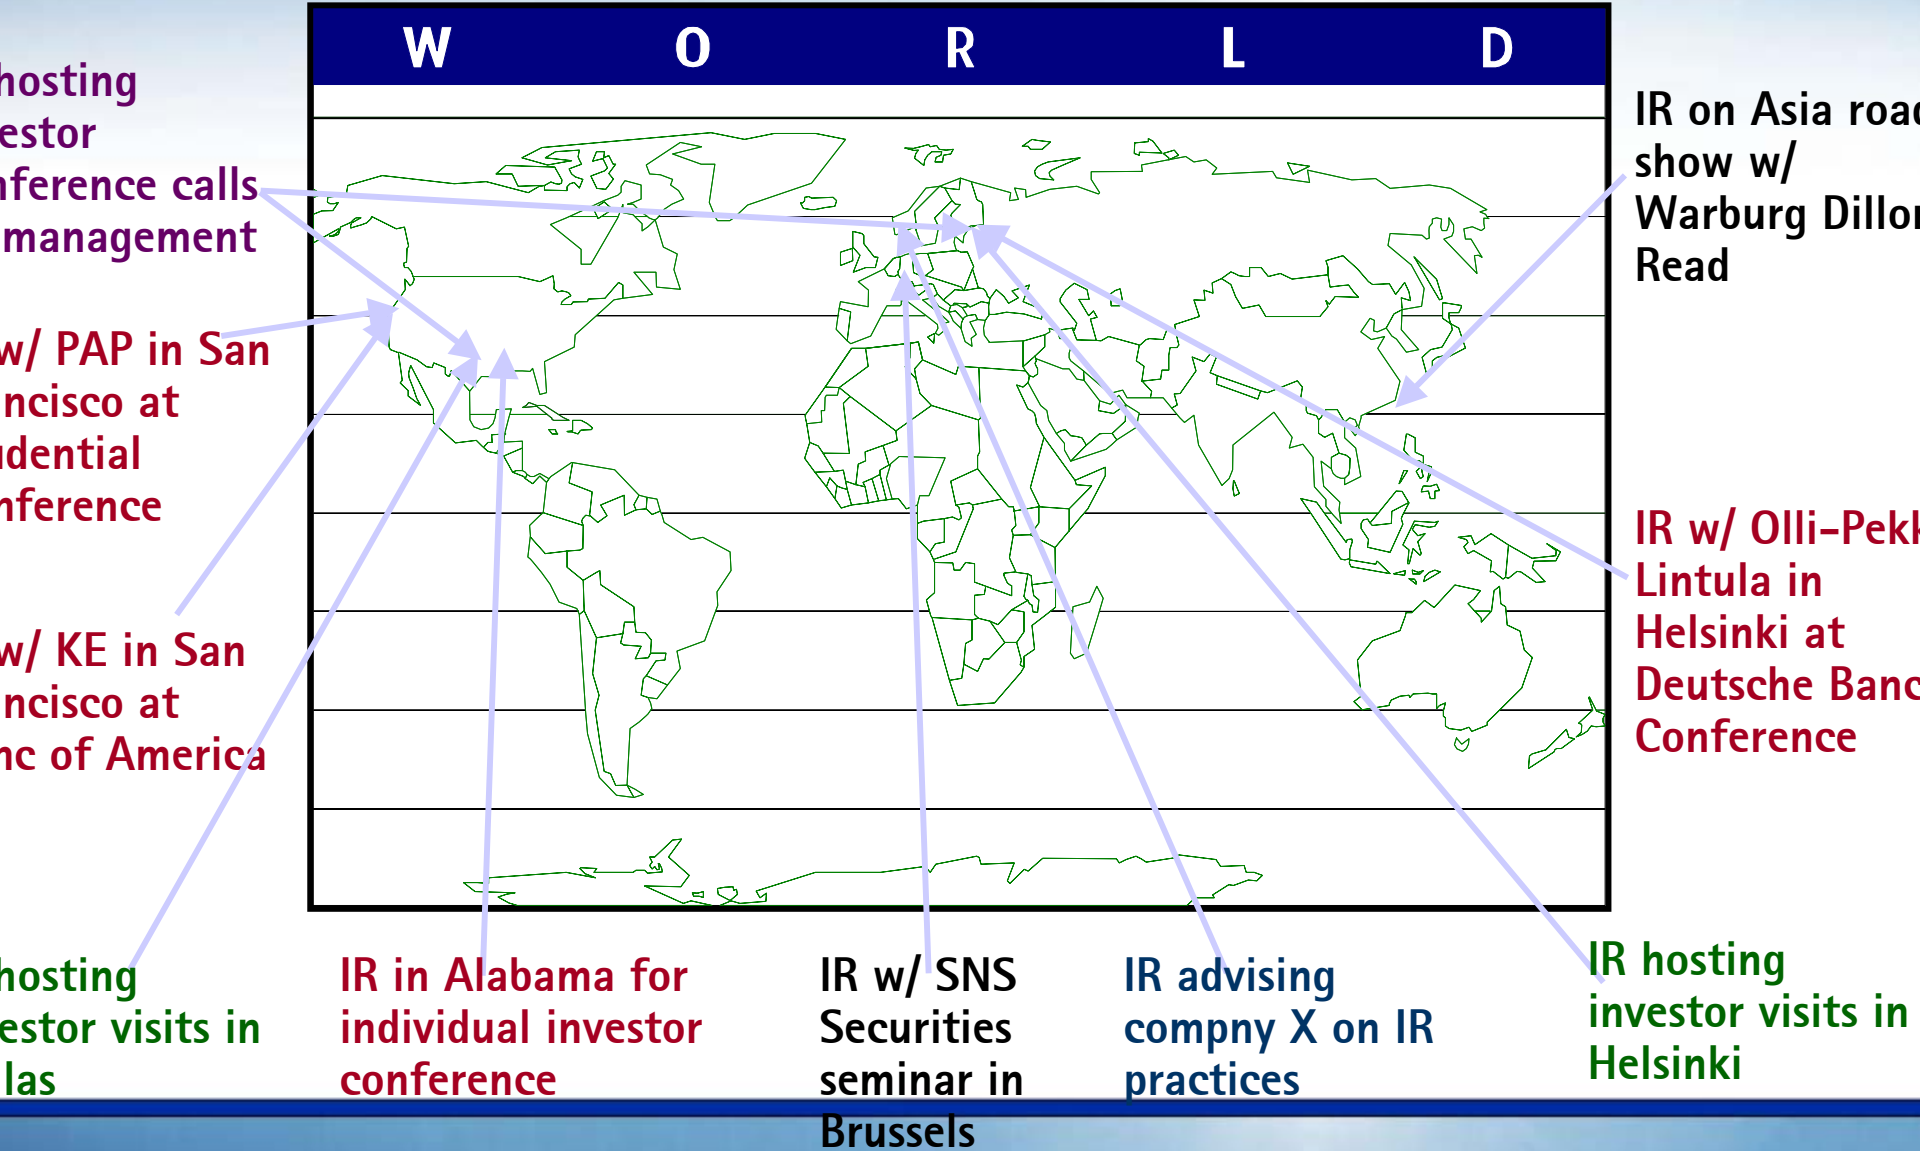 W O R L D
hosting
estor
nference calls
management
w/ PAP in San
ncisco at
udential
nference
w/ KE in San
ncisco at
nc of America
hosting
estor visits in
las
IR in Alabama for
individual investor
conference
IR w/ SNS
Securities
seminar in
Brussels
IR advising
compny X on IR
practices
IR hosting
investor visits in
Helsinki
IR on Asia road
show w/
Warburg Dillon
Read
IR w/ Olli-Pekk
Lintula in
Helsinki at
Deutsche Banc
Conference